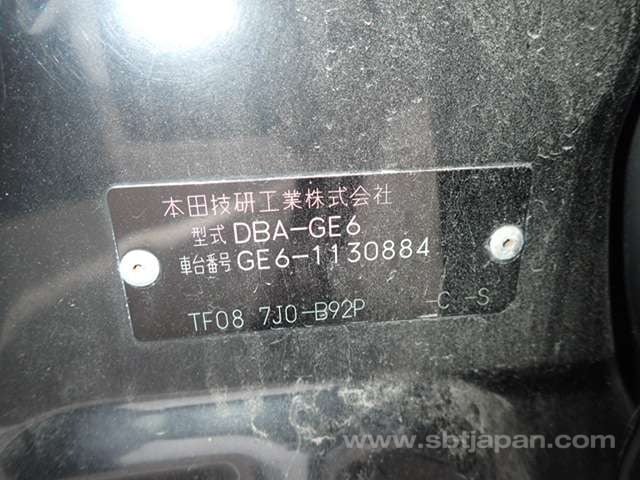 本田技研工業株式会社
型式 DBA-GE6
車台番号 GE6-1130884
TF08 7J0-B92P -C -S
www.sbtjapan.com